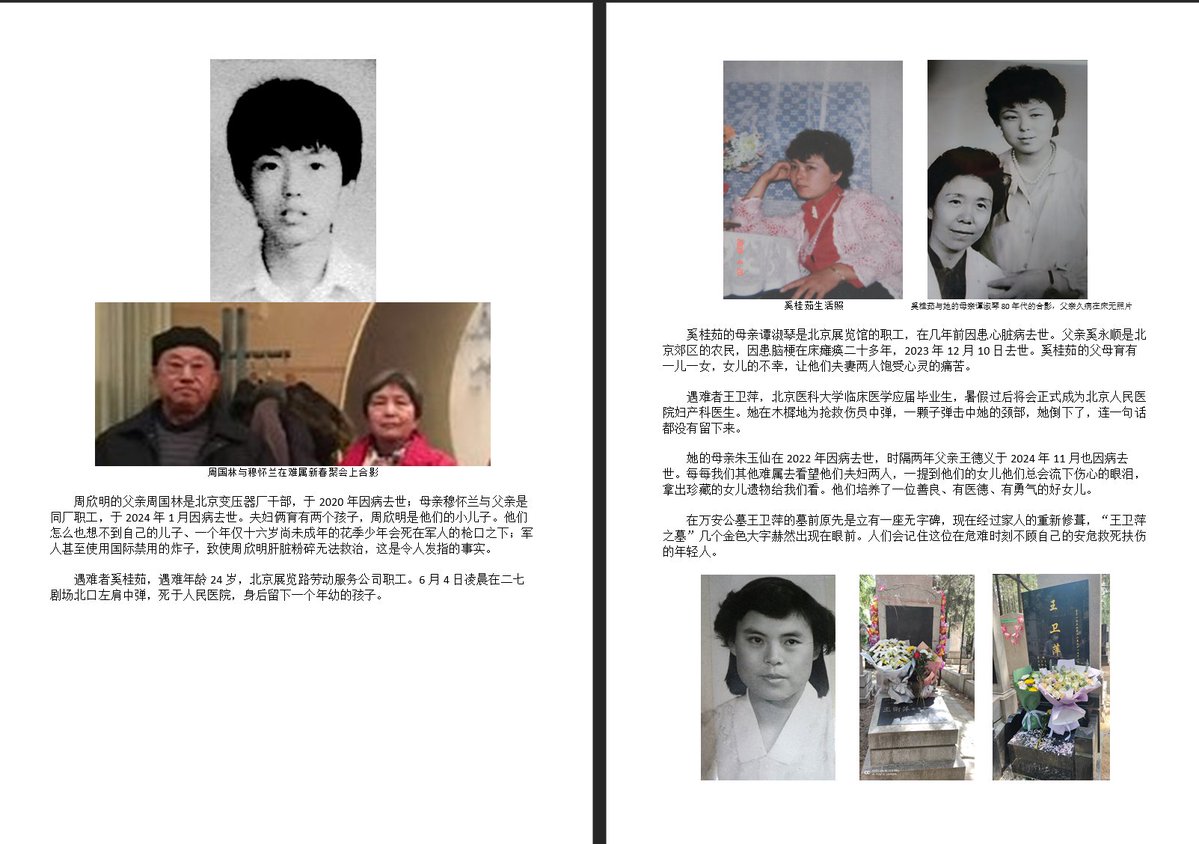 周国林与穆怀兰在难属新春聚会上合影
周欣明的父亲周国林是北京变压器厂干部，于 2020 年因病去世；母亲穆怀兰与父亲是
同厂职工，于 2024 年 1 月因病去世。夫妇俩育有两个孩子，周欣明是他们的小儿子。他们
怎么也想不到自己的儿子、一个年仅十六岁尚未成年的花季少年会死在军人的枪口之下；军
人甚至使用国际禁用的炸子，致使周欣明肝脏粉碎无法救治，这是令人发指的事实。
遇难者奚桂茹，遇难年龄 24 岁，北京展览路劳动服务公司职工。6 月 4 日凌晨在二七
剧场北口左肩中弹，死于人民医院，身后留下一个年幼的孩子。
奚桂茹生活照
奚桂茹与她的母亲谭淑琴 80 年代的合影，父亲久病在床无照片
奚桂茹的母亲谭淑琴是北京展览馆的职工，在几年前因患心脏病去世。父亲奚永顺是北
京郊区的农民，因患脑梗在床瘫痪二十多年，2023 年 12 月 10 日去世。奚桂茹的父母育有
一儿一女，女儿的不幸，让他们夫妻两人饱受心灵的痛苦。
遇难者王卫萍，北京医科大学临床医学应届毕业生，暑假过后将会正式成为北京人民医
院妇产科医生。她在木樨地为抢救伤员中弹，一颗子弹击中她的颈部，她倒下了，连一句话
都没有留下来。
她的母亲朱玉仙在 2022 年因病去世，时隔两年父亲王德义于 2024 年 11 月也因病去
世。每每我们其他难属去看望他们夫妇两人，一提到他们的女儿他们总会流下伤心的眼泪，
拿出珍藏的女儿遗物给我们看。他们培养了一位善良、有医德、有勇气的好女儿。
在万安公墓王卫萍的墓前原先是立有一座无字碑，现在经过家人的重新修葺，“王卫萍
之墓”几个金色大字赫然出现在眼前。人们会记住这位在危难时刻不顾自己的安危救死扶伤
的年轻人。
王卫萍